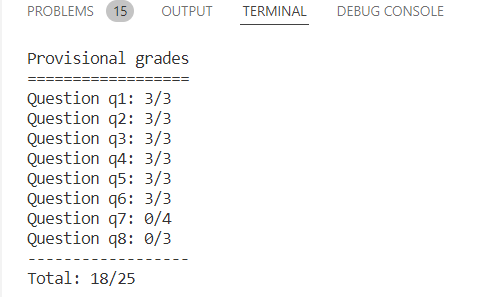 PROBLEMS 15 OUTPUT TERMINAL DEBUG CONSOLE
Provisional grades
==================
Question q1: 3/3
Question q2: 3/3
Question q3: 3/3
Question q4: 3/3
Question q5: 3/3
Question q6: 3/3
Question q7: 0/4
Question q8: 0/3
------------------
Total: 18/25